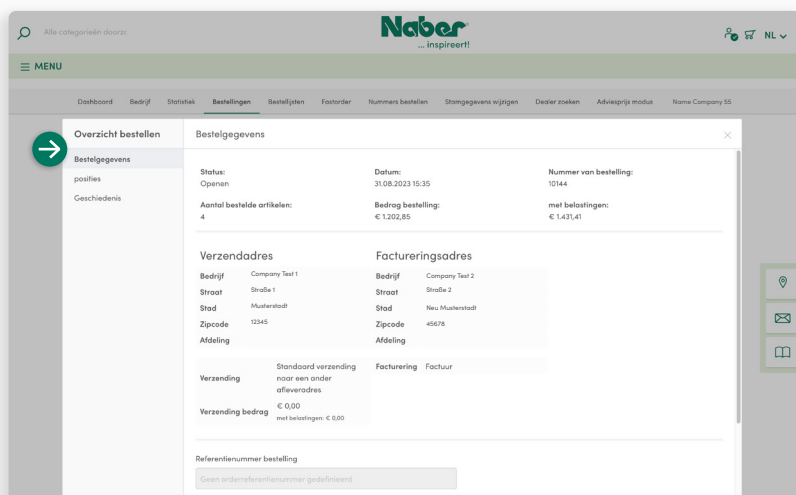 Alle categorieën doorz
Naber
... inspireert!
NL
MENU
Dashboard Bedrijf Statistiek Bestellingen Bestellijsten Fastorder Nummers bestellen Stamgegevens wijzigen Dealer zoeken Adviesprijs modus Name Company 55
Overzicht bestellen
Bestelgegevens
posities
Geschiedenis
Bestelgegevens
Status: Datum: Nummer van bestelling:
Openen 31.08.2023 15:35 10144
Aantal bestelde artikelen: Bedrag bestelling: met belastingen:
4 € 1.202,85 € 1.431,41
Verzendadres
Bedrijf Company Test 1
Straat Straße 1
Stad Musterstadt
Zipcode 12345
Afdeling
Factureringsadres
Bedrijf Company Test 2
Straat Straße 2
Stad Neu Musterstadt
Zipcode 45678
Afdeling
Verzending Standaard verzending
naar een ander
afleveradres
Verzending bedrag € 0,00
met belastingen: € 0,00
Facturering Factuur
Referentienummer bestelling
Geen orderreferentienummer gedefinieerd